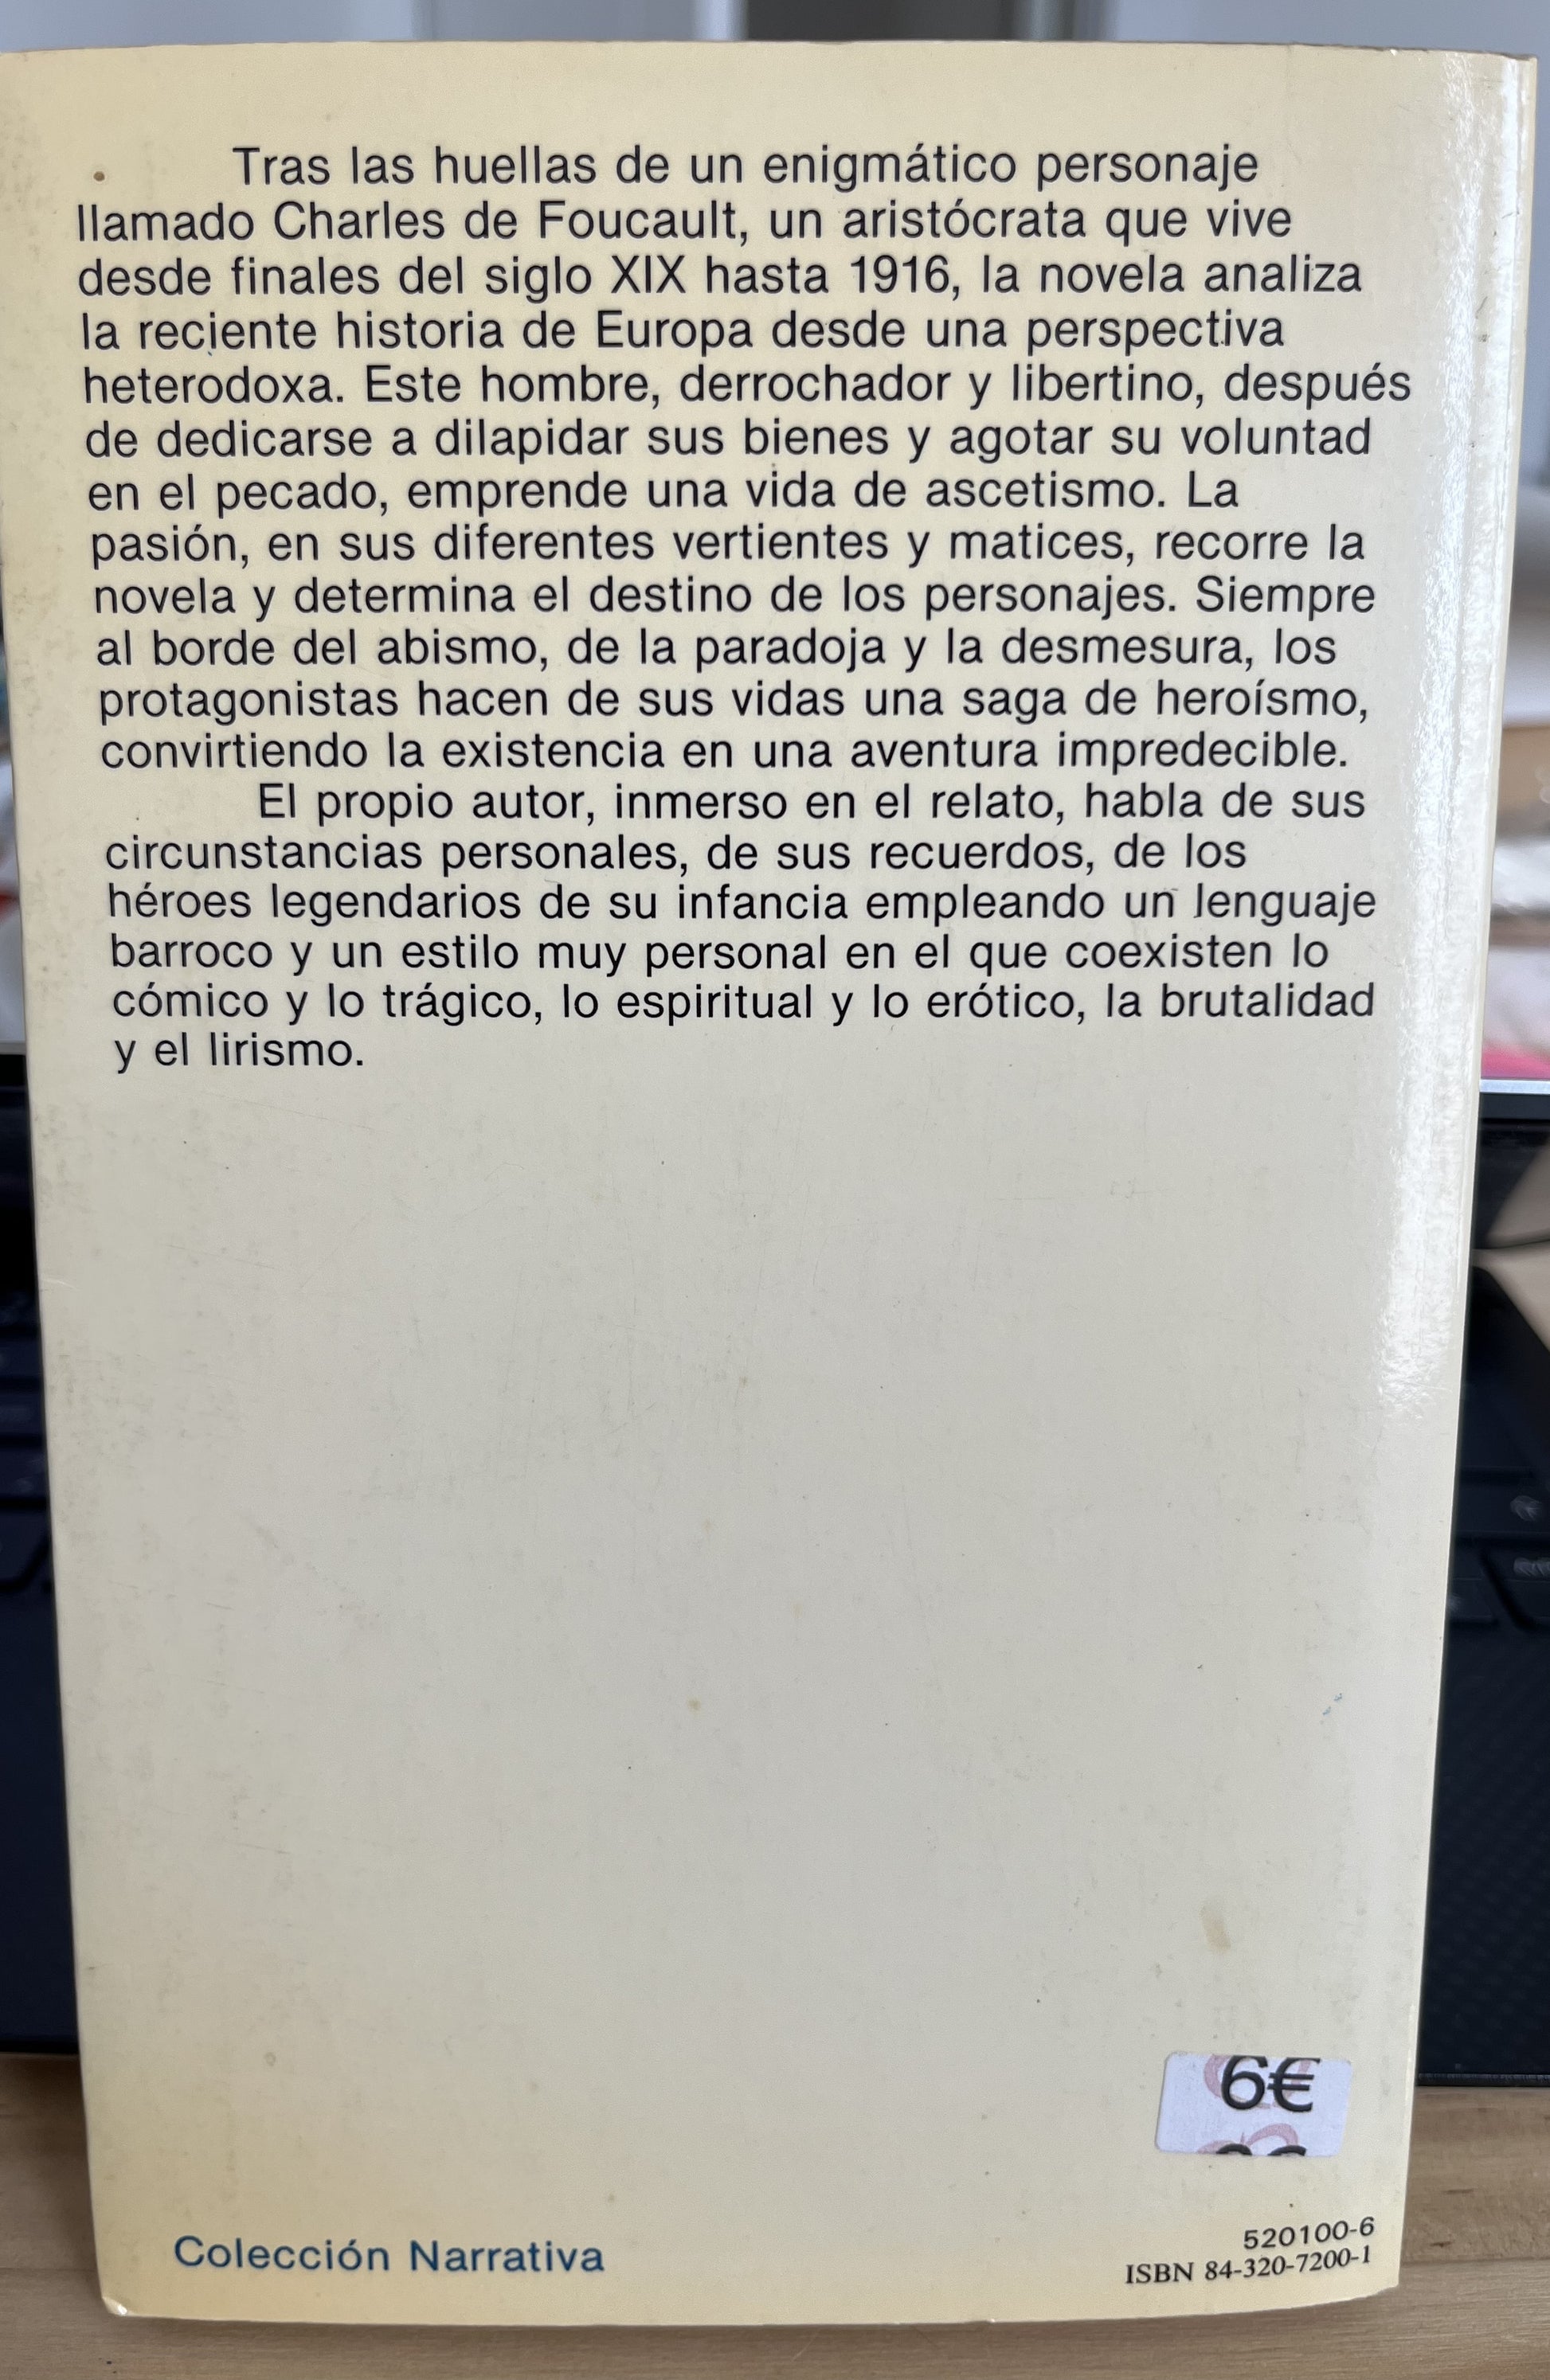 Tras las huellas de un enigmático personaje
llamado Charles de Foucault, un aristócrata que vive
desde finales del siglo XIX hasta 1916, la novela analiza
la reciente historia de Europa desde una perspectiva
heterodoxa. Este hombre, derrochador y libertino, después
de dedicarse a dilapidar sus bienes y agotar su voluntad
en el pecado, emprende una vida de ascetismo. La
pasión, en sus diferentes vertientes y matices, recorre la
novela y determina el destino de los personajes. Siempre
al borde del abismo, de la paradoja y la desmesura, los
protagonistas hacen de sus vidas una saga de heroísmo,
convirtiendo la existencia en una aventura impredecible.
El propio autor, inmerso en el relato, habla de sus
circunstancias personales, de sus recuerdos, de los
héroes legendarios de su infancia empleando un lenguaje
barroco y un estilo muy personal en el que coexisten lo
cómico y lo trágico, lo espiritual y lo erótico, la brutalidad
y el lirismo.
6€
Colección Narrativa
520100-6
ISBN 84-320-7200-1